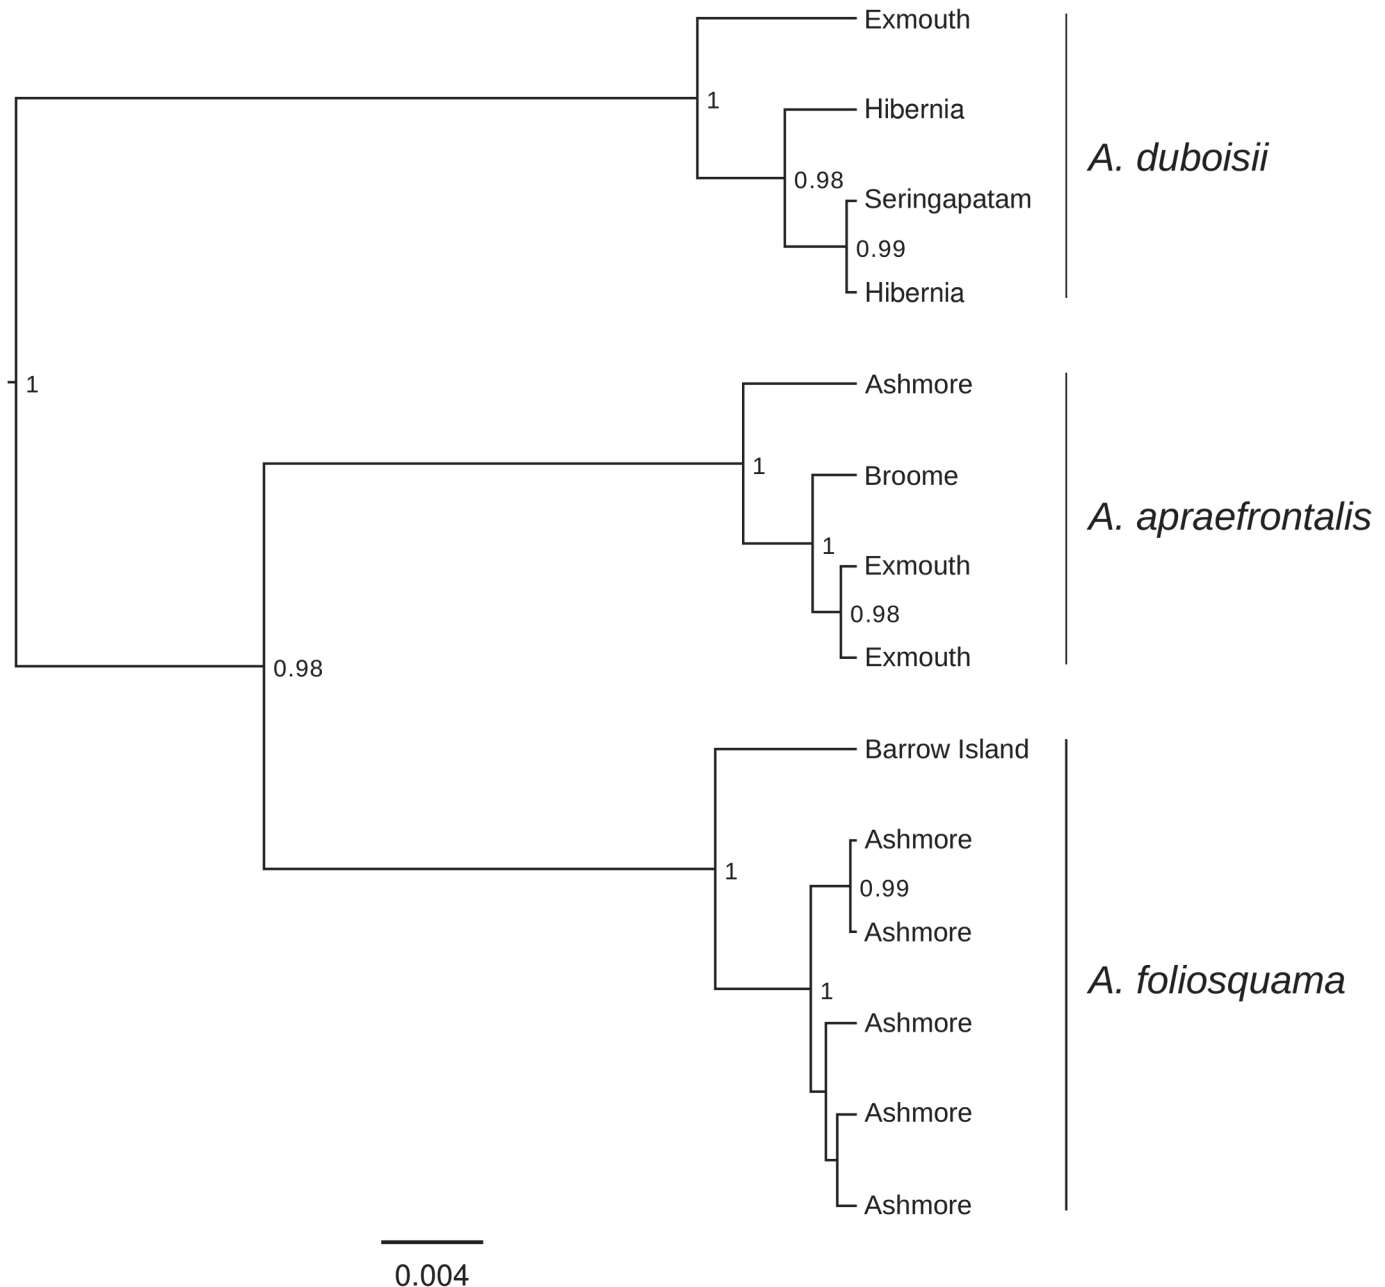 Exmouth
1
Hibernia
A. duboisii
0.98
Seringapatam
0.99
Hibernia
1
Ashmore
1
Broome
A. apraefrontalis
1
Exmouth
0.98
Exmouth
0.98
Barrow Island
Ashmore
1
0.99
Ashmore
A. foliosquama
1
Ashmore
Ashmore
Ashmore
0.004